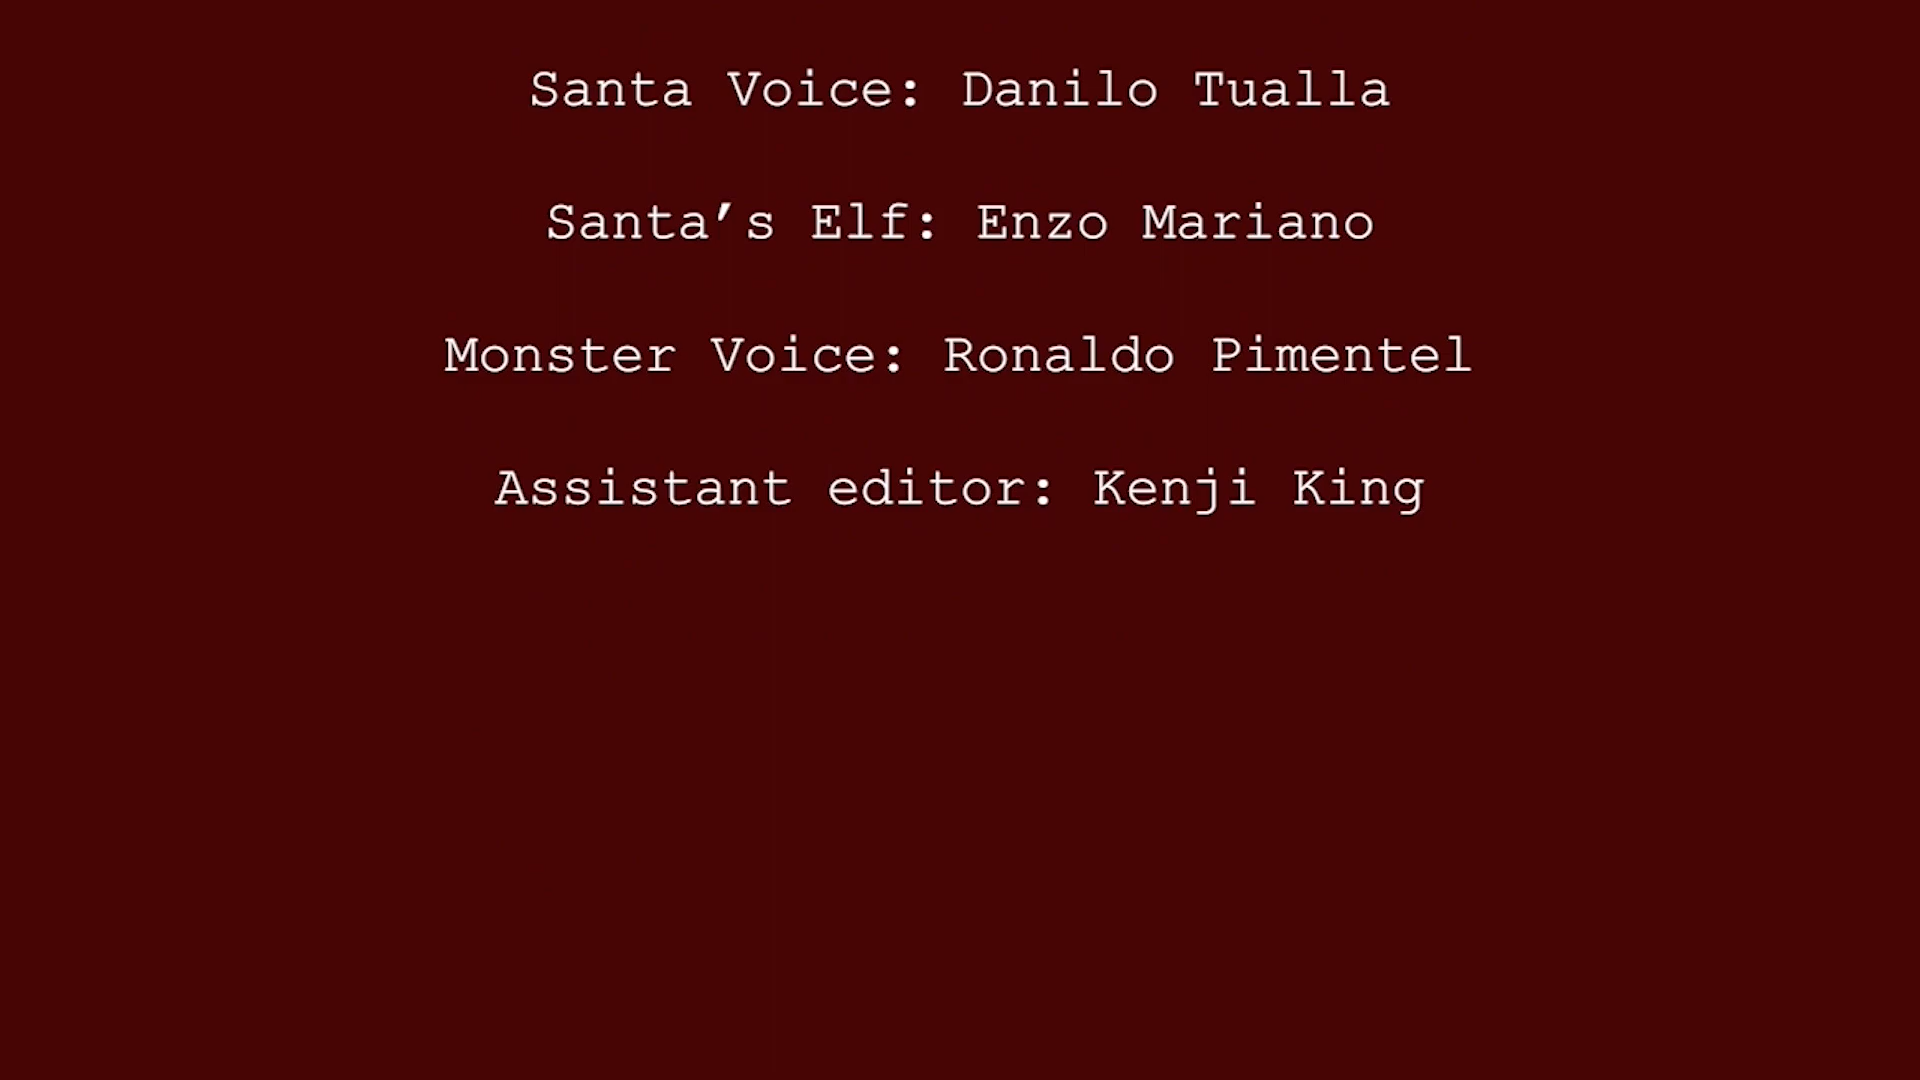 Santa Voice: Danilo Tualla
Santa’s Elf: Enzo Mariano
Monster Voice: Ronaldo Pimentel
Assistant editor: Kenji King